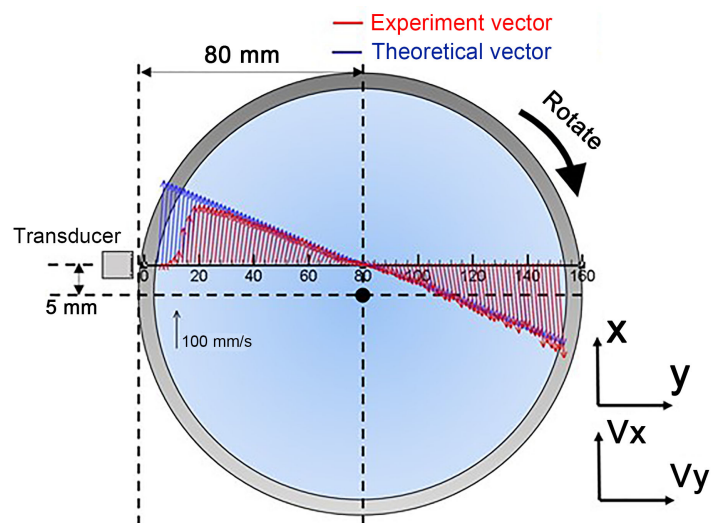 Experiment vector
Theoretical vector
80 mm
Rotate
Transducer
0 20 40 60 80 100 120 140 160
5 mm
100 mm/s
x
y
Vx
Vy